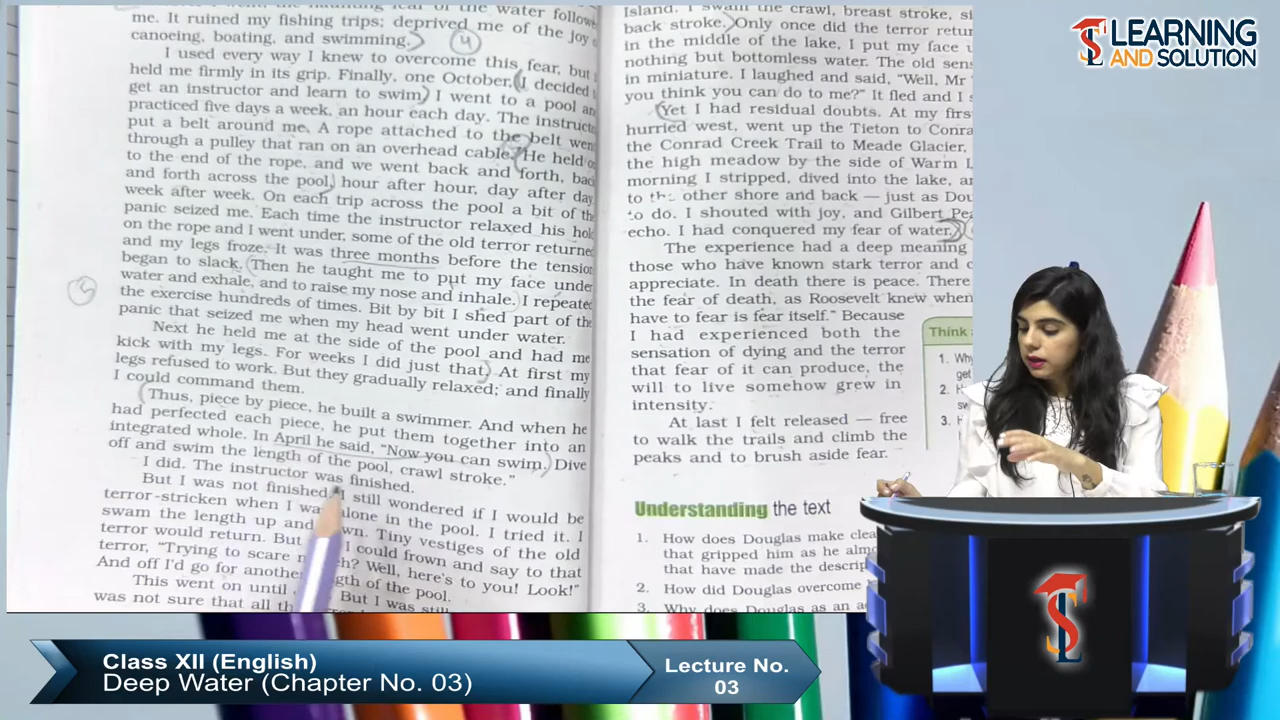 me. It ruined my fishing trips; deprived me of the joy
canoeing, boating, and swimming.
4
I used every way I knew to overcome this fear, but
held me firmly in its grip. Finally, one October, I decided
get an instructor and learn to swim. I went to a pool
practiced five days a week, an hour each day. The
put a belt around me. A rope attached to the belt
through a pulley that ran on an overhead cable. He held
to the end of the rope, and we went back and forth,
and forth across the pool, hour after hour, day after day
week after week. On each trip across the pool a bit of the
panic seized me. Each time the instructor relaxed his
on the rope and I went under, some of the old terror
and my legs froze. It was three months before the
began to slack. Then he taught me to put my face under
water and exhale, and to raise my nose and inhale. I
the exercise hundreds of times. Bit by bit I shed part of the
panic that seized me when my head went under water.
Next he held me at the side of the pool and had me
kick with my legs. For weeks I did just that. At first my
legs refused to work. But they gradually relaxed; and finally
I could command them.
Thus, piece by piece, he built a swimmer. And when he
had perfected each piece, he put them together into an
integrated whole. In April he said, "Now you can swim. Dive
off and swim the length of the pool, crawl stroke."
I did. The instructor was finished.
But I was not finished. I still wondered if I would be
terror-stricken when I was alone in the pool. I tried it. I
swam the length up and down. Tiny vestiges of the old
terror would return. But I could frown and say to that
terror, "Trying to scare eh? Well, here's to you! Look!"
And off I'd go for another length of the pool.
This went on until But I was still
was not sure that all
Island. I swam the crawl, breast stroke,
back stroke. Only once did the terror
in the middle of the lake, I put my face
nothing but bottomless water. The old
in miniature. I laughed and said, "Well, Mr
you think you can do to me?" It fled and I
Yet I had residual doubts. At my first
hurried west, went up the Tieton to
the Conrad Creek Trail to Meade Glacier,
the high meadow by the side of Warm
morning I stripped, dived into the lake,
to the other shore and back — just as
to do. I shouted with joy, and Gilbert
echo. I had conquered my fear of water.
The experience had a deep meaning
those who have known stark terror and
appreciate. In death there is peace. There
the fear of death, as Roosevelt knew when
have to fear is fear itself." Because
I had experienced both the
sensation of dying and the terror
that fear of it can produce, the
will to live somehow grew in
intensity.
At last I felt released — free
to walk the trails and climb the
peaks and to brush aside fear.
Think
1. Why
get
2.
3.
Understanding the text
1. How does Douglas make
that gripped him as he
that have made the
2. How did Douglas overcome
3. Why does Douglas as an
LEARNING
AND SOLUTION
Class XII (English)
Deep Water (Chapter No. 03)
Lecture No.
03